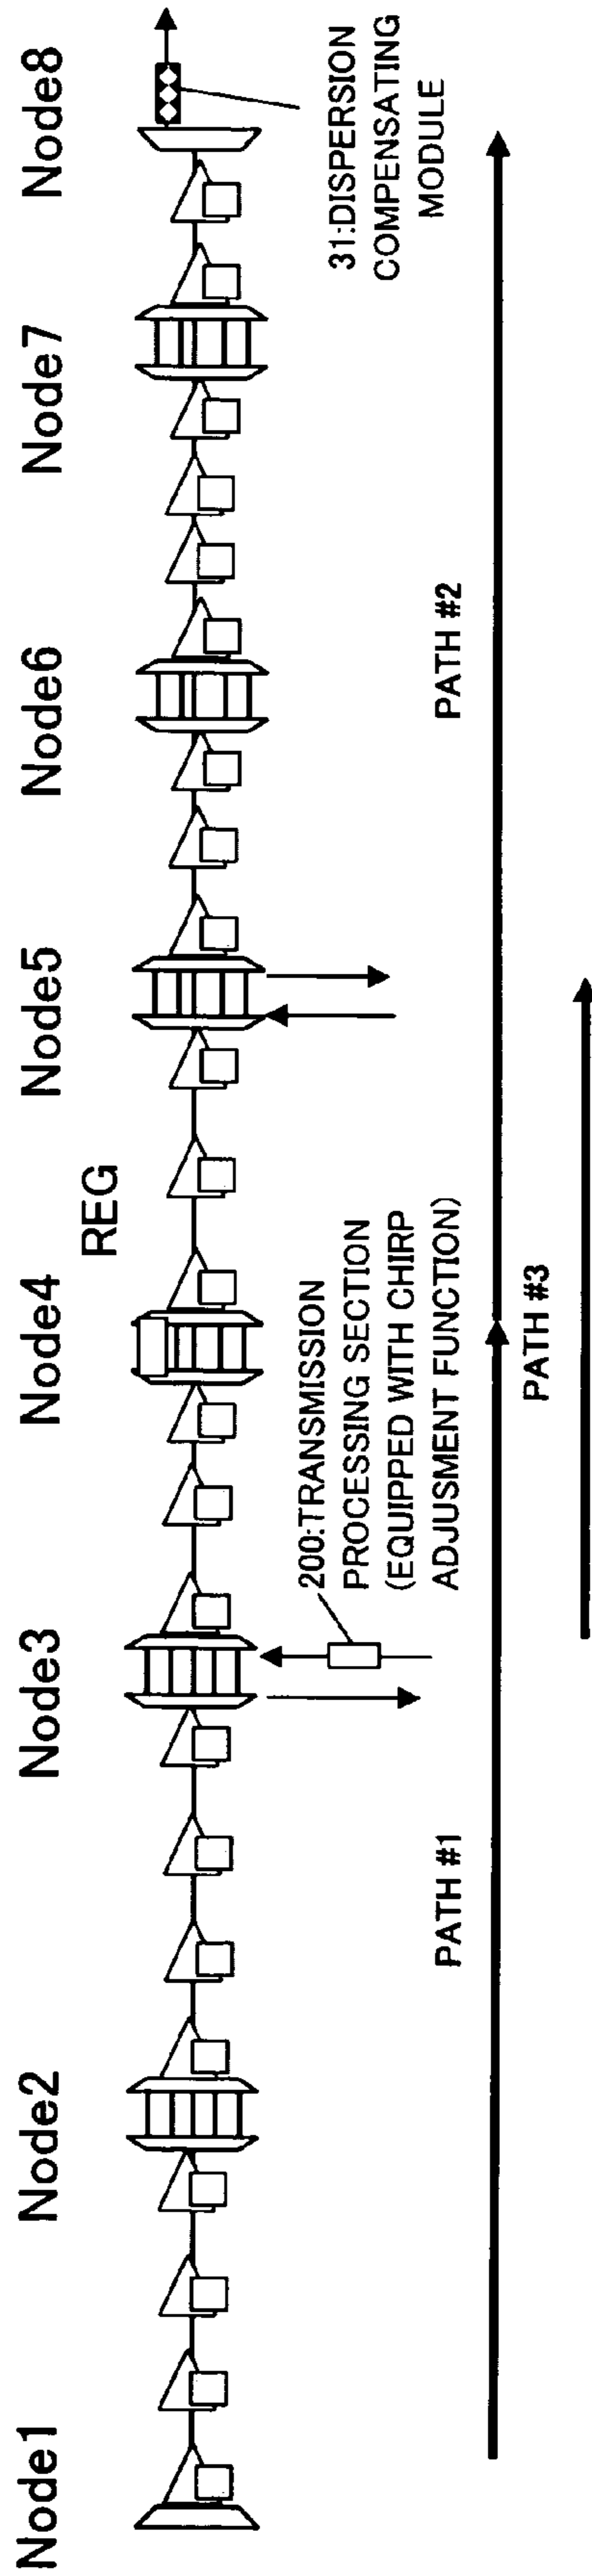 Node1
Node2
Node3
Node4
REG
Node5
Node6
Node7
Node8
200:TRANSMISSION
PROCESSING SECTION
(EQUIPPED WITH CHIRP
ADJUSMENT FUNCTION)
31:DISPERSION
COMPENSATING
MODULE
PATH #1
PATH #2
PATH #3